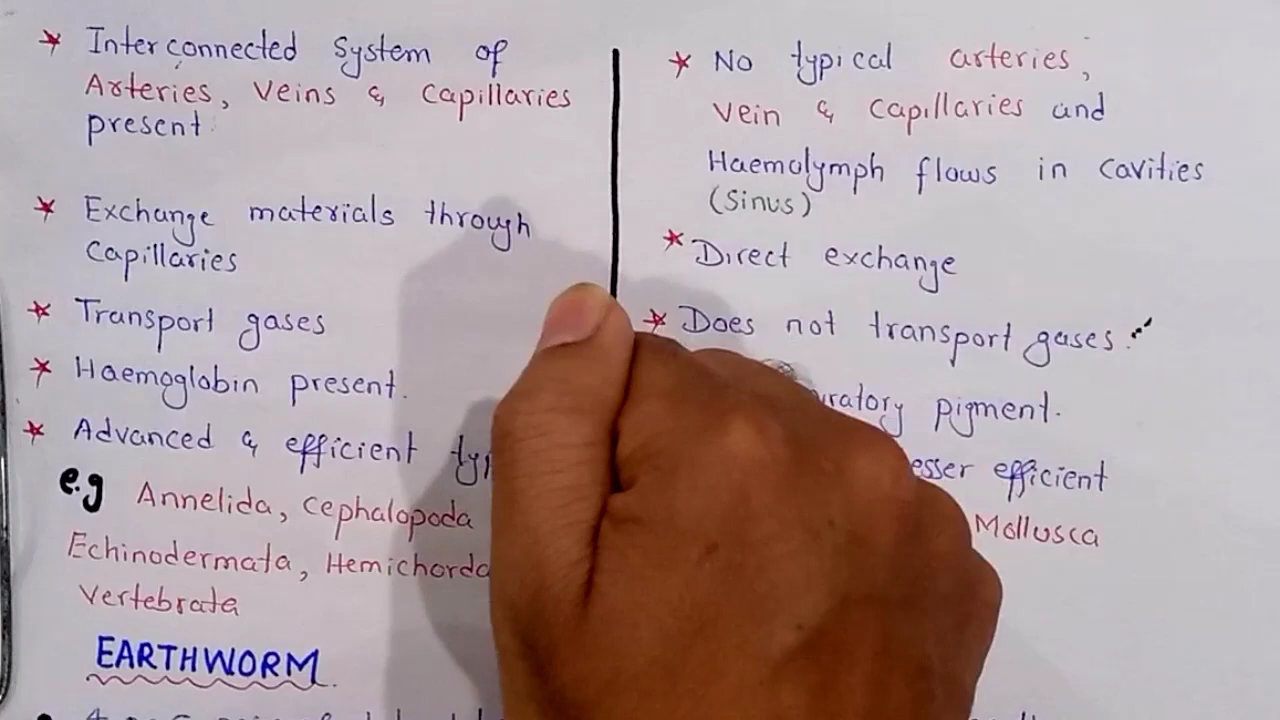 * Interconnected system of
Arteries, Veins & Capillaries
present.
* Exchange materials through
Capillaries
* Transport gases
* Haemoglobin present.
* Advanced & efficient
e.g Annelida, Cephalopoda
Echinodermata,
Vertebrata
EARTHWORM
* No typical arteries,
Vein & Capillaries and
Haemolymph flows in cavities
(Sinus)
* Direct exchange
* Does not transport gases.
pigment.
efficient
Mollusca